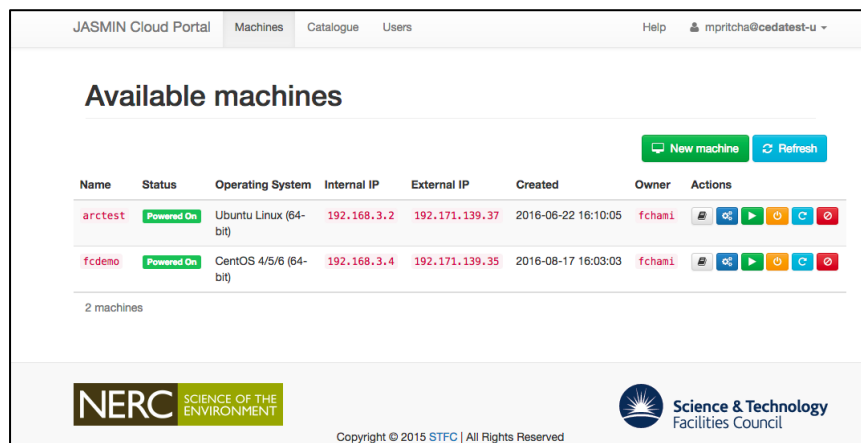 JASMIN Cloud Portal Machines Catalogue Users Help mpritcha@cedatest-u
Available machines
New machine Refresh
Name Status Operating System Internal IP External IP Created Owner Actions
arctest Powered On Ubuntu Linux (64-bit) 192.168.3.2 192.171.139.37 2016-06-22 16:10:05 fchami
fcdemo Powered On CentOS 4/5/6 (64-bit) 192.168.3.4 192.171.139.35 2016-08-17 16:03:03 fchami
2 machines
NERC SCIENCE OF THE ENVIRONMENT
Science & Technology Facilities Council
Copyright © 2015 STFC | All Rights Reserved